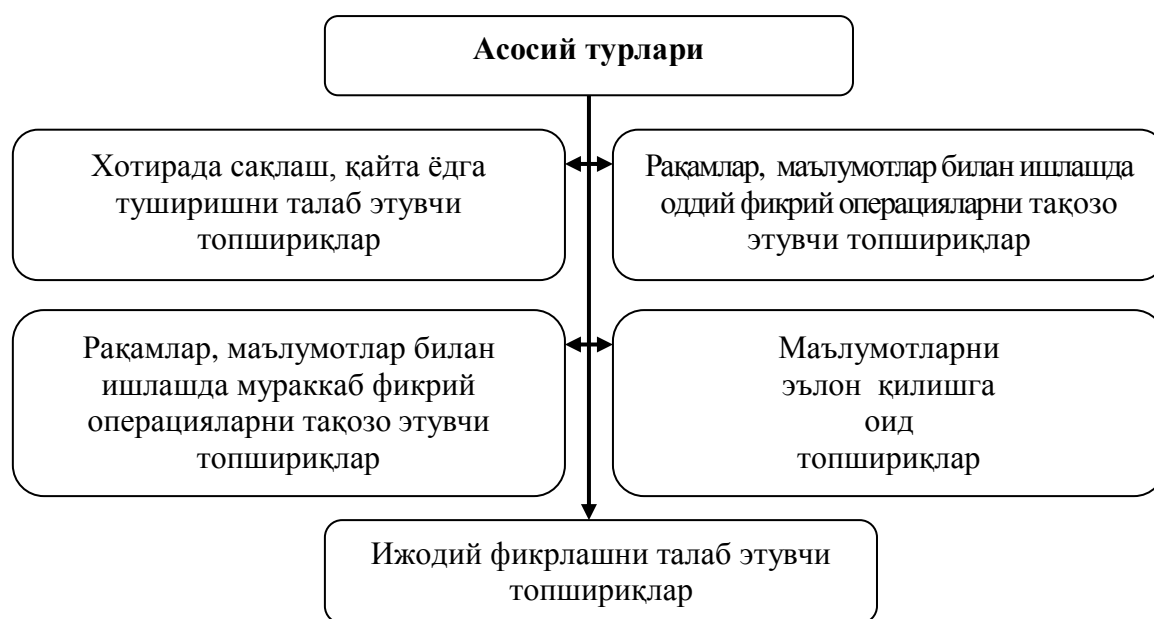 Асосий турлари
Хотирада сақлаш, қайта ёдга
туширишни талаб этувчи
топшириқлар
Рақамлар, маълумотлар билан ишлашда
оддий фикрий операцияларни тақозо
этувчи топшириқлар
Рақамлар, маълумотлар билан
ишлашда мураккаб фикрий
операцияларни тақозо этувчи
топшириқлар
Маълумотларни
эълон қилишга
оид
топшириқлар
Ижодий фикрлашни талаб этувчи
топшириқлар